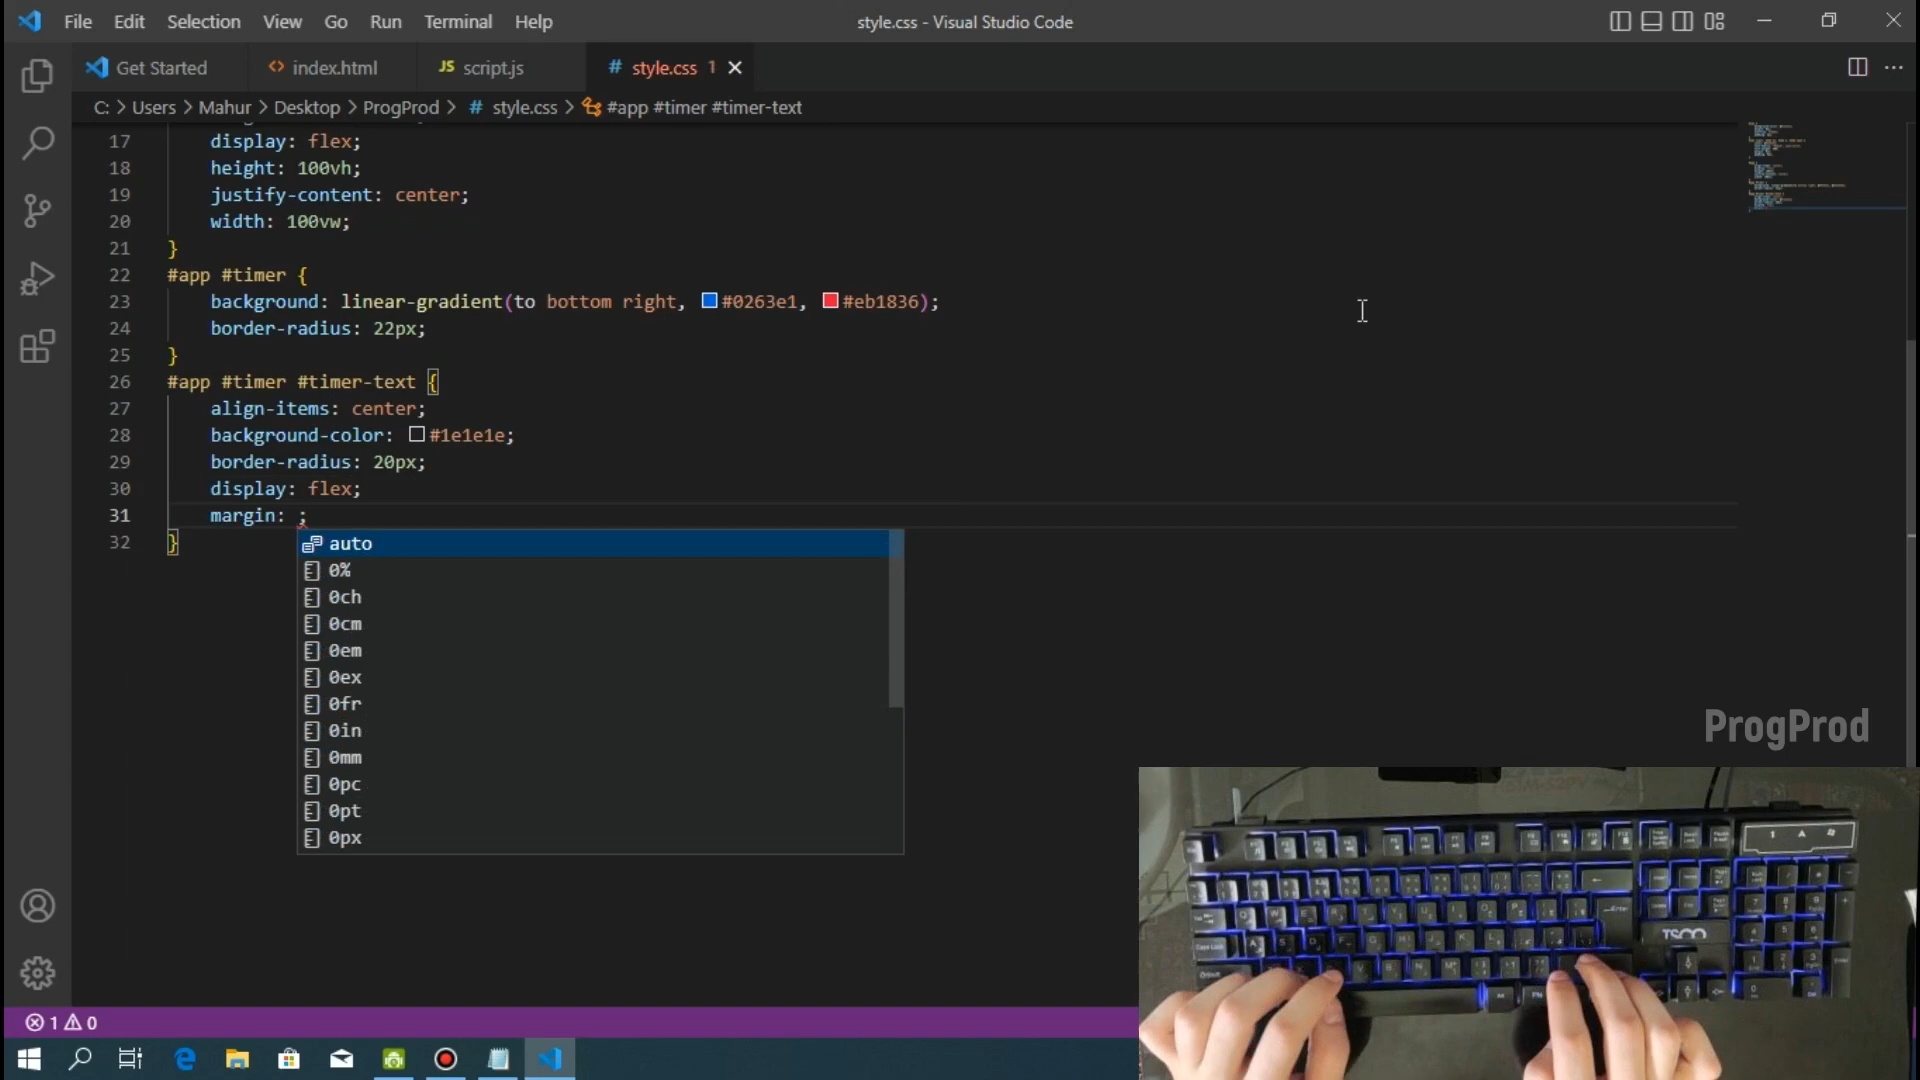 File Edit Selection View Go Run Terminal Help
style.css - Visual Studio Code
Get Started
<> index.html
JS script.js
# style.css 1
C: > Users > Mahur > Desktop > ProgProd > # style.css > #app #timer #timer-text
17 display: flex;
18 height: 100vh;
19 justify-content: center;
20 width: 100vw;
21 }
22 #app #timer {
23 background: linear-gradient(to bottom right, #0263e1, #eb1836);
24 border-radius: 22px;
25 }
26 #app #timer #timer-text {
27 align-items: center;
28 background-color: #1e1e1e;
29 border-radius: 20px;
30 display: flex;
31 margin: ;
32 }
auto
0%
0ch
0cm
0em
0ex
0fr
0in
0mm
0pc
0pt
0px
ProgProd
TSCO
1 0